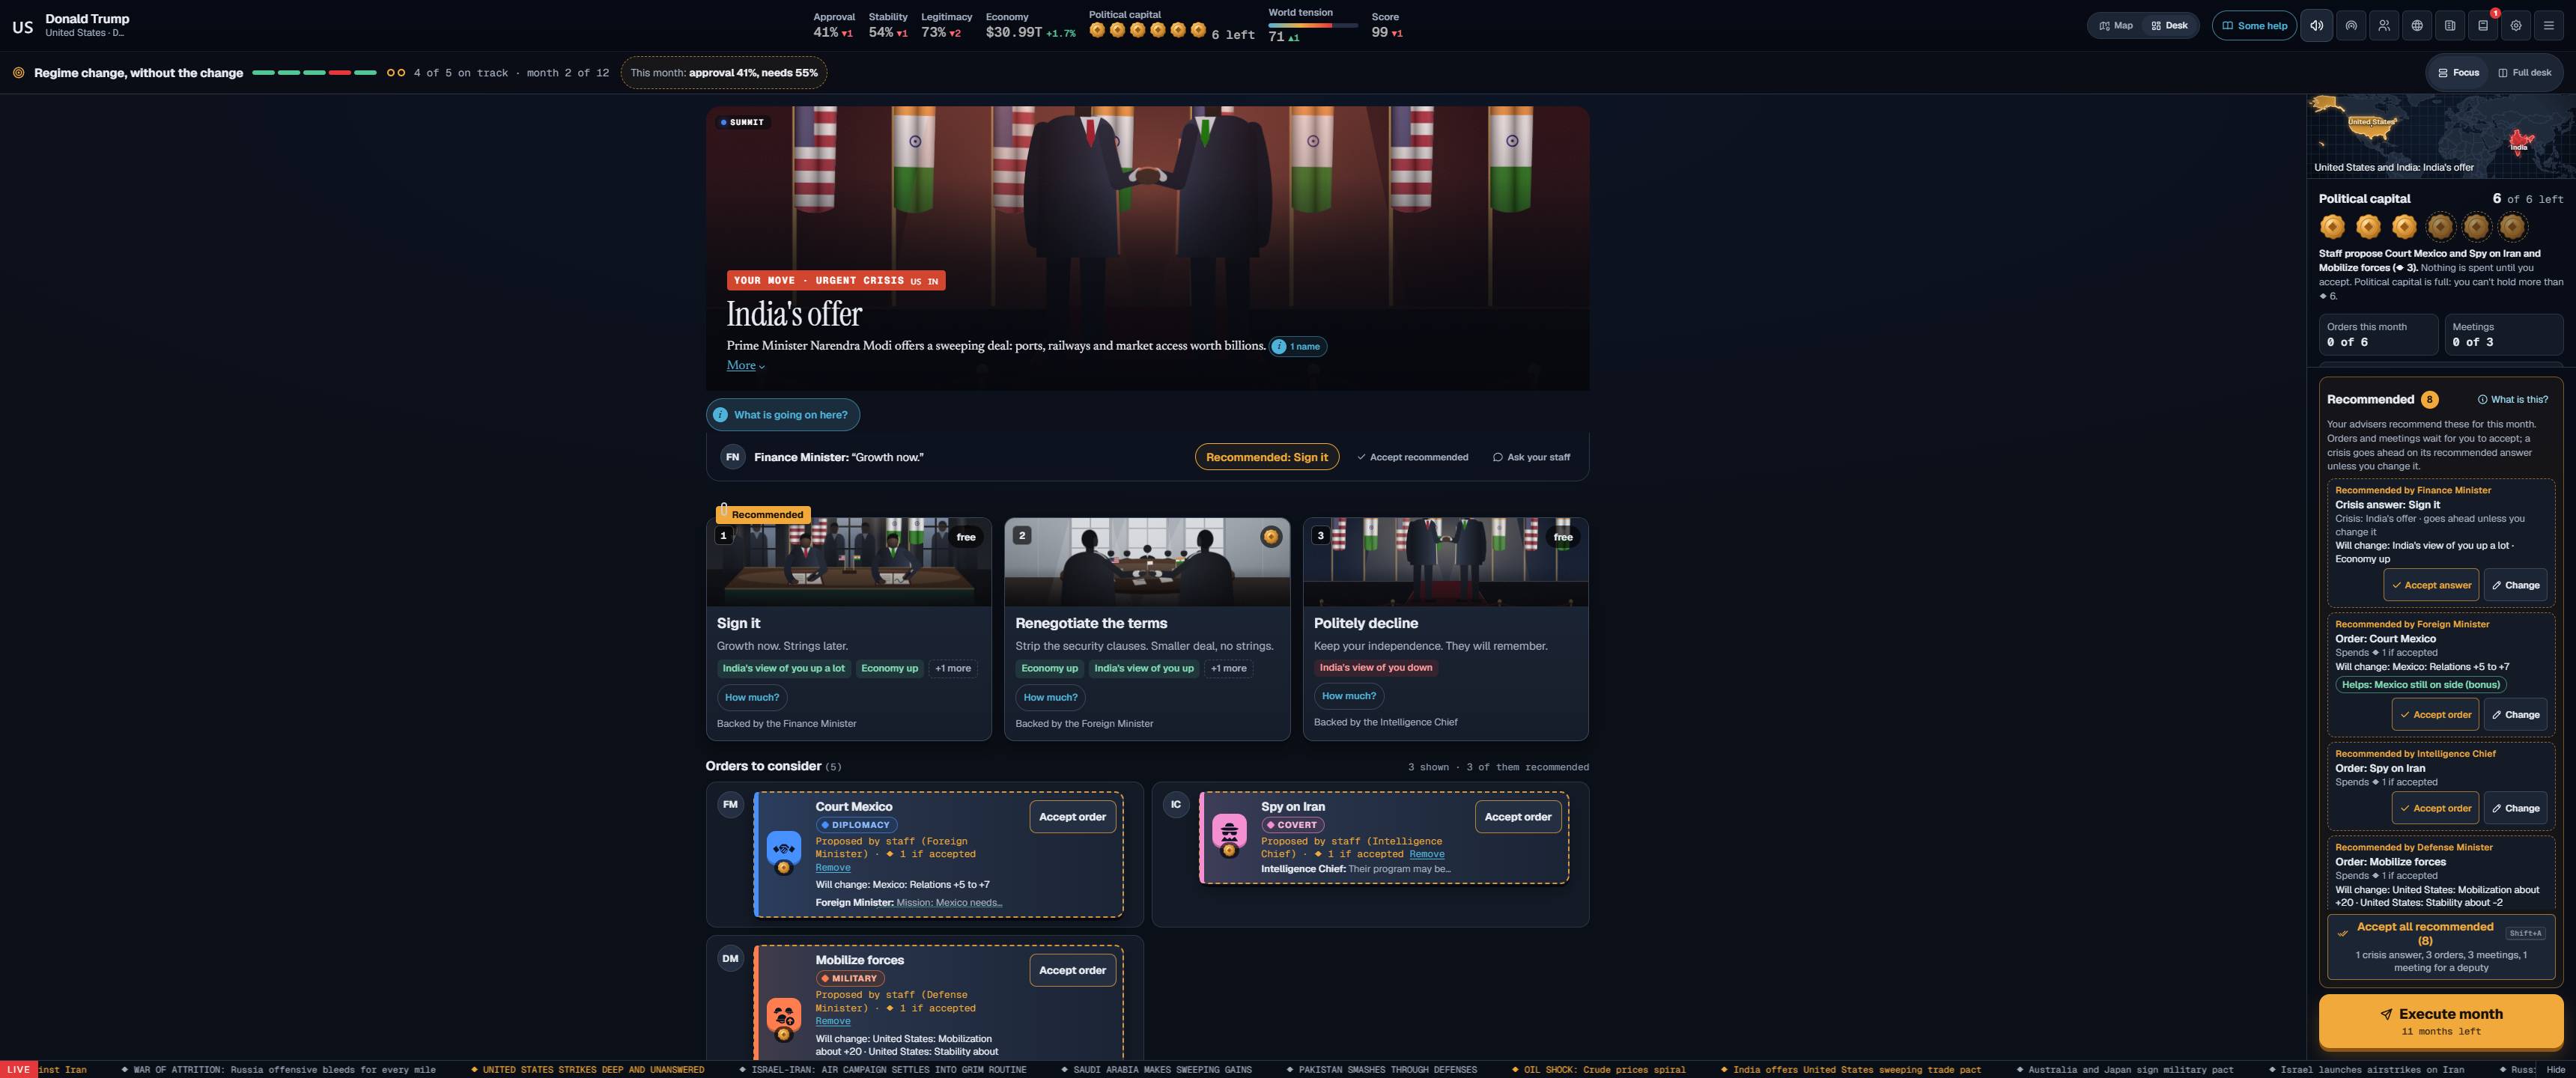 US
Donald Trump
United States · D...
Approval
41% ▾1
Stability
54% ▾1
Legitimacy
73% ▾2
Economy
$30.99T +1.7%
Political capital
6 left
World tension
71 ▴1
Score
99 ▾1
Map
Desk
Some help
1
Regime change, without the change
4 of 5 on track · month 2 of 12
This month: approval 41%, needs 55%
Focus
Full desk
SUMMIT
YOUR MOVE · URGENT CRISIS US IN
India's offer
Prime Minister Narendra Modi offers a sweeping deal: ports, railways and market access worth billions. i 1 name
More
i What is going on here?
FN
Finance Minister: “Growth now.”
Recommended: Sign it
Accept recommended
Ask your staff
Recommended
1
free
Sign it
Growth now. Strings later.
India's view of you up a lot
Economy up
+1 more
How much?
Backed by the Finance Minister
2
Renegotiate the terms
Strip the security clauses. Smaller deal, no strings.
Economy up
India's view of you up
+1 more
How much?
Backed by the Foreign Minister
3
free
Politely decline
Keep your independence. They will remember.
India's view of you down
How much?
Backed by the Intelligence Chief
Orders to consider (5)
3 shown · 3 of them recommended
FM
Court Mexico
DIPLOMACY
Proposed by staff (Foreign
Minister) · ◆ 1 if accepted
Remove
Will change: Mexico: Relations +5 to +7
Foreign Minister: Mission: Mexico needs...
Accept order
IC
Spy on Iran
COVERT
Proposed by staff (Intelligence
Chief) · ◆ 1 if accepted Remove
Intelligence Chief: Their program may be...
Accept order
DM
Mobilize forces
MILITARY
Proposed by staff (Defense
Minister) · ◆ 1 if accepted
Remove
Will change: United States: Mobilization
about +20 · United States: Stability about
Accept order
United States
India
United States and India: India's offer
Political capital
6 of 6 left
Staff propose Court Mexico and Spy on Iran and
Mobilize forces (◆ 3). Nothing is spent until you
accept. Political capital is full: you can't hold more than
◆ 6.
Orders this month
0 of 6
Meetings
0 of 3
Recommended 8
What is this?
Your advisers recommend these for this month.
Orders and meetings wait for you to accept; a
crisis goes ahead on its recommended answer
unless you change it.
Recommended by Finance Minister
Crisis answer: Sign it
Crisis: India's offer · goes ahead unless you
change it
Will change: India's view of you up a lot ·
Economy up
Accept answer
Change
Recommended by Foreign Minister
Order: Court Mexico
Spends ◆ 1 if accepted
Will change: Mexico: Relations +5 to +7
Helps: Mexico still on side (bonus)
Accept order
Change
Recommended by Intelligence Chief
Order: Spy on Iran
Spends ◆ 1 if accepted
Accept order
Change
Recommended by Defense Minister
Order: Mobilize forces
Spends ◆ 1 if accepted
Will change: United States: Mobilization about
+20 · United States: Stability about -2
Accept all recommended
(8)
Shift+A
1 crisis answer, 3 orders, 3 meetings, 1
meeting for a deputy
Execute month
11 months left
LIVE
inst Iran ◆ WAR OF ATTRITION: Russia offensive bleeds for every mile ◆ UNITED STATES STRIKES DEEP AND UNANSWERED ◆ ISRAEL-IRAN: AIR CAMPAIGN SETTLES INTO GRIM ROUTINE ◆ SAUDI ARABIA MAKES SWEEPING GAINS ◆ PAKISTAN SMASHES THROUGH DEFENSES ◆ OIL SHOCK: Crude prices spiral ◆ India offers United States sweeping trade pact ◆ Australia and Japan sign military pact ◆ Israel launches airstrikes on Iran ◆ Russ
Hide